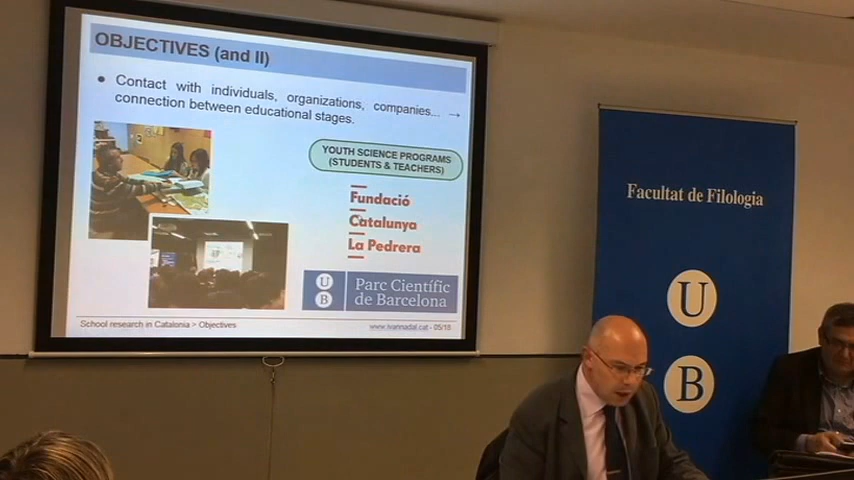 OBJECTIVES (and II)
● Contact with individuals, organizations, companies... →
connection between educational stages.
YOUTH SCIENCE PROGRAMS
(STUDENTS & TEACHERS)
Fundació
Catalunya
La Pedrera
U
B
Parc Científic
de Barcelona
School research in Catalonia > Objectives
www.ivannadal.cat - 05/18
Facultat de Filologia
U
B